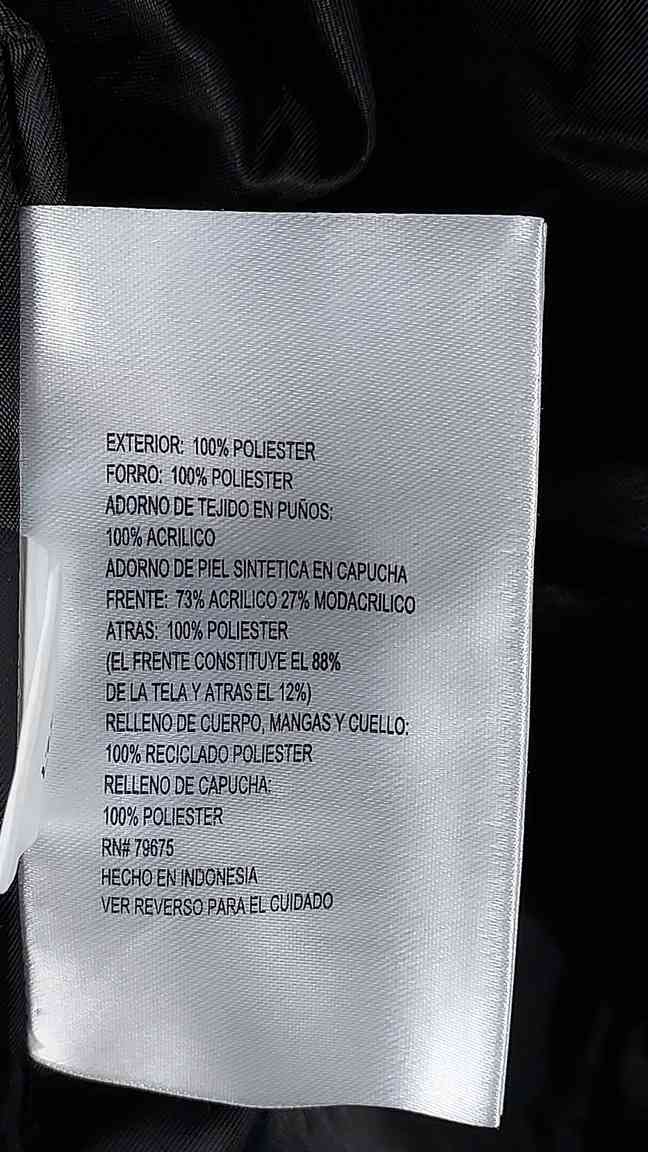 EXTERIOR: 100% POLIESTER
FORRO: 100% POLIESTER
ADORNO DE TEJIDO EN PUÑOS:
100% ACRILICO
ADORNO DE PIEL SINTETICA EN CAPUCHA
FRENTE: 73% ACRILICO 27% MODACRILICO
ATRAS: 100% POLIESTER
(EL FRENTE CONSTITUYE EL 88%
DE LA TELA Y ATRAS EL 12%)
RELLENO DE CUERPO, MANGAS Y CUELLO:
100% RECICLADO POLIESTER
RELLENO DE CAPUCHA:
100% POLIESTER
RN# 79675
HECHO EN INDONESIA
VER REVERSO PARA EL CUIDADO